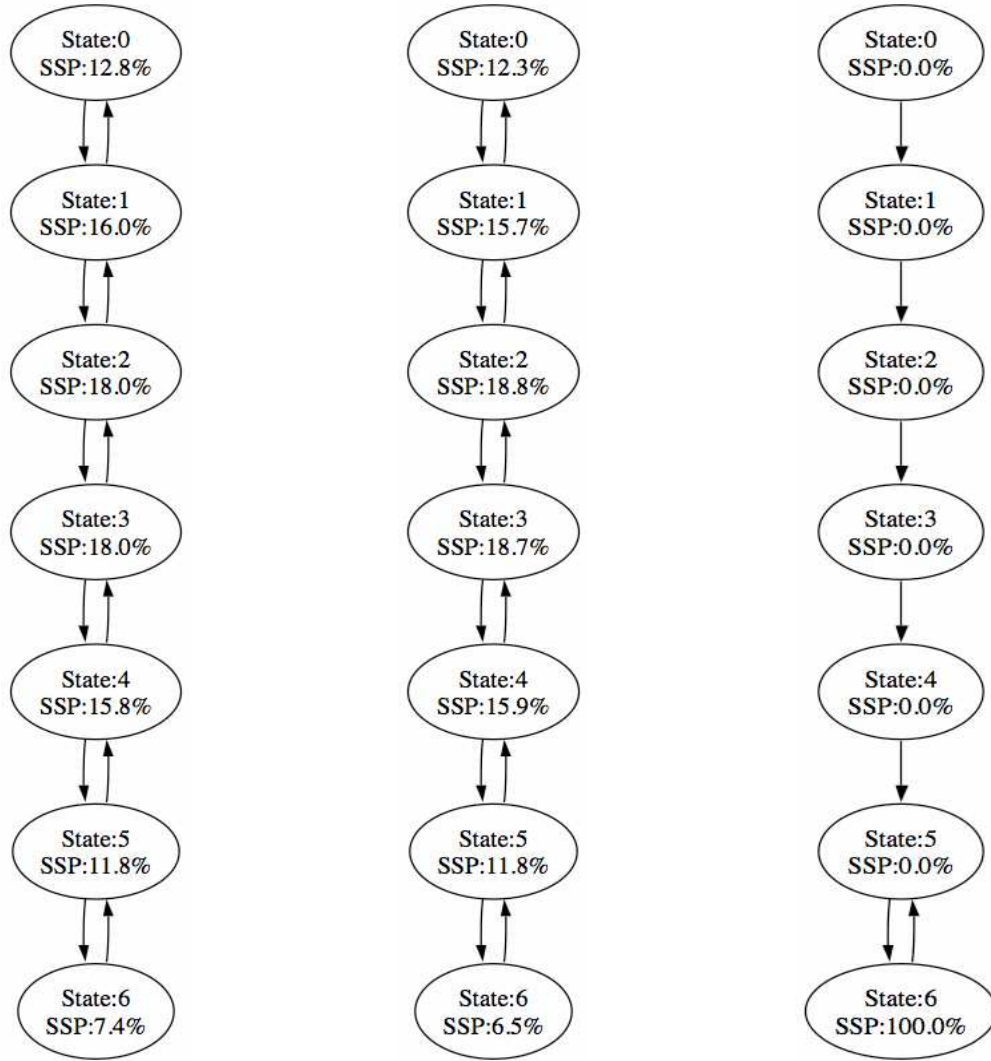 State:0
SSP:12.8%
State:1
SSP:16.0%
State:2
SSP:18.0%
State:3
SSP:18.0%
State:4
SSP:15.8%
State:5
SSP:11.8%
State:6
SSP:7.4%
State:0
SSP:12.3%
State:1
SSP:15.7%
State:2
SSP:18.8%
State:3
SSP:18.7%
State:4
SSP:15.9%
State:5
SSP:11.8%
State:6
SSP:6.5%
State:0
SSP:0.0%
State:1
SSP:0.0%
State:2
SSP:0.0%
State:3
SSP:0.0%
State:4
SSP:0.0%
State:5
SSP:0.0%
State:6
SSP:100.0%